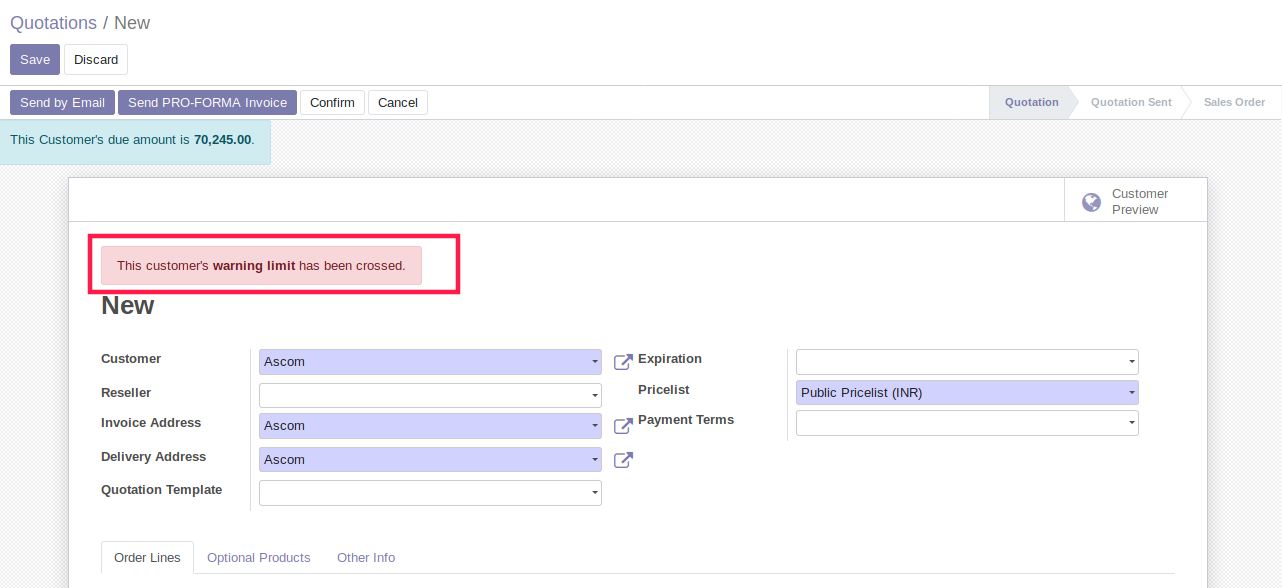 Quotations / New
Save Discard
Send by Email Send PRO-FORMA Invoice Confirm Cancel Quotation Quotation Sent Sales Order
This Customer's due amount is 70,245.00.
Customer
Preview
This customer's warning limit has been crossed.
New
Customer Ascom Expiration
Reseller Pricelist Public Pricelist (INR)
Invoice Address Ascom Payment Terms
Delivery Address Ascom
Quotation Template
Order Lines Optional Products Other Info